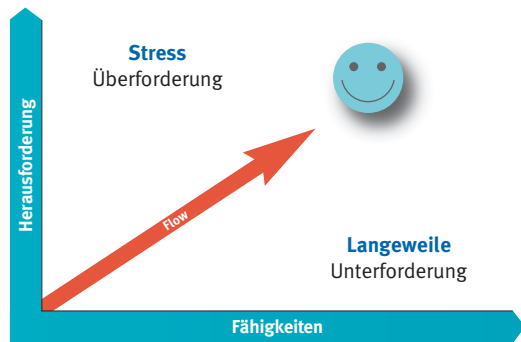 Stress
Überforderung
Herausforderung
Flow
Langeweile
Unterforderung
Fähigkeiten